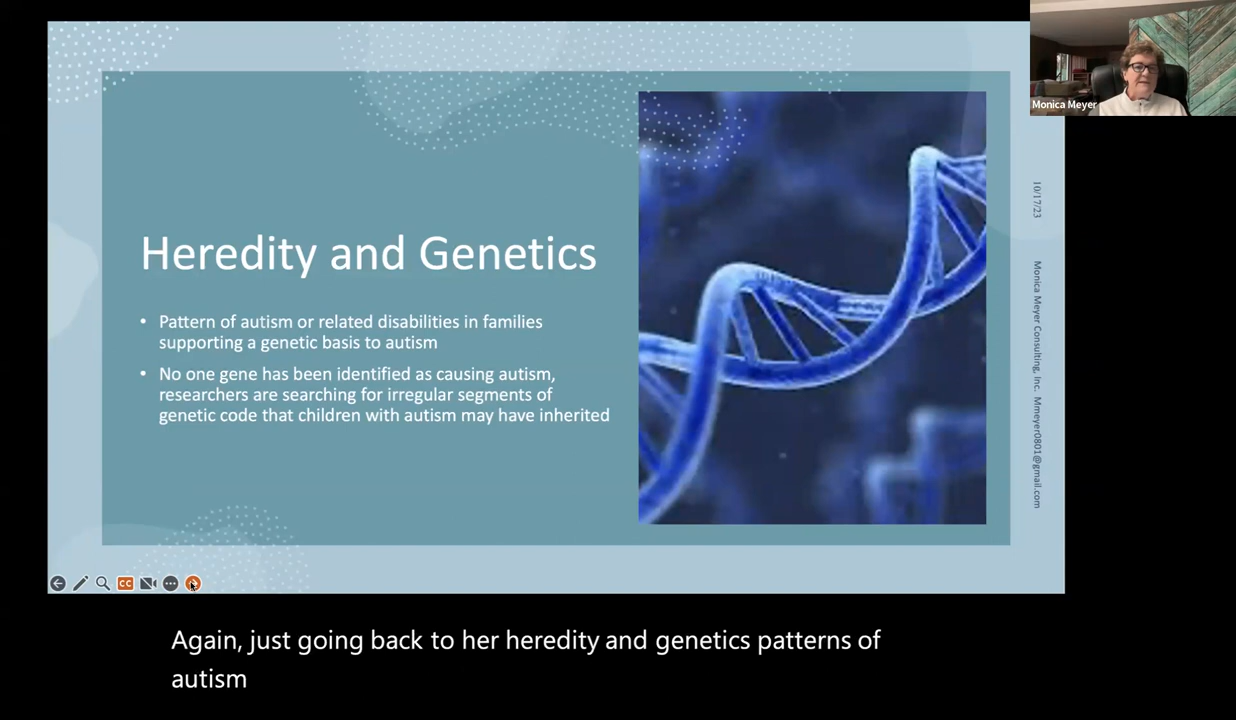 Heredity and Genetics
• Pattern of autism or related disabilities in families
supporting a genetic basis to autism
• No one gene has been identified as causing autism,
researchers are searching for irregular segments of
genetic code that children with autism may have inherited
10/17/23
Monica Meyer Consulting, Inc. Mmeyer0801@gmail.com
Monica Meyer
CC
Again, just going back to her heredity and genetics patterns of
autism